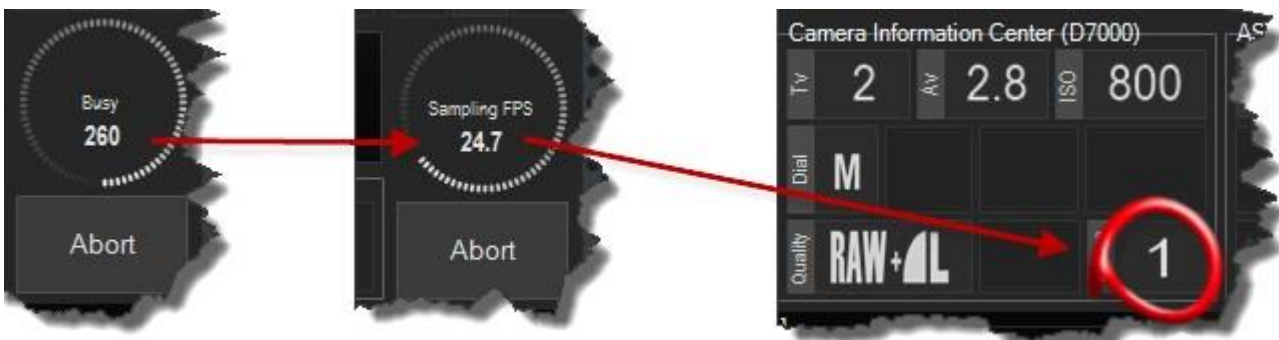 Busy
260
Abort
Sampling FPS
24.7
Abort
Camera Information Center (D7000)
Tv 2 Av 2.8 ISO 800
Dial M
Quality RAW+L 1